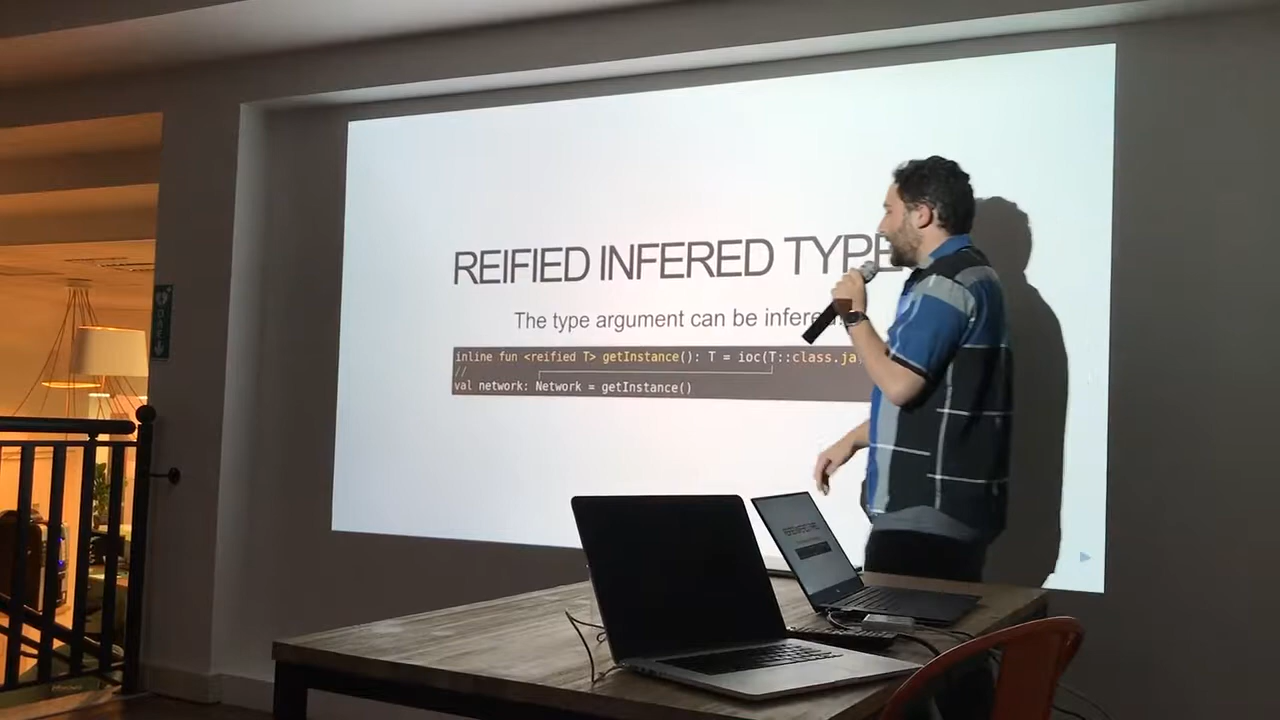 REIFIED INFERED TYPE
The type argument can be infered
inline fun <reified T> getInstance(): T = ioc(T::class.ja
//
val network: Network = getInstance()